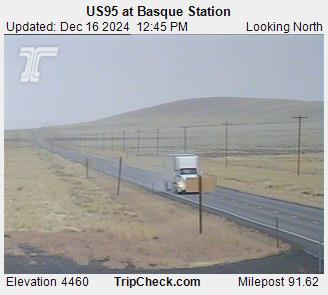 US95 at Basque Station
Updated: Dec 16 2024 12:45 PM Looking North
Elevation 4460 TripCheck.com Milepost 91.62